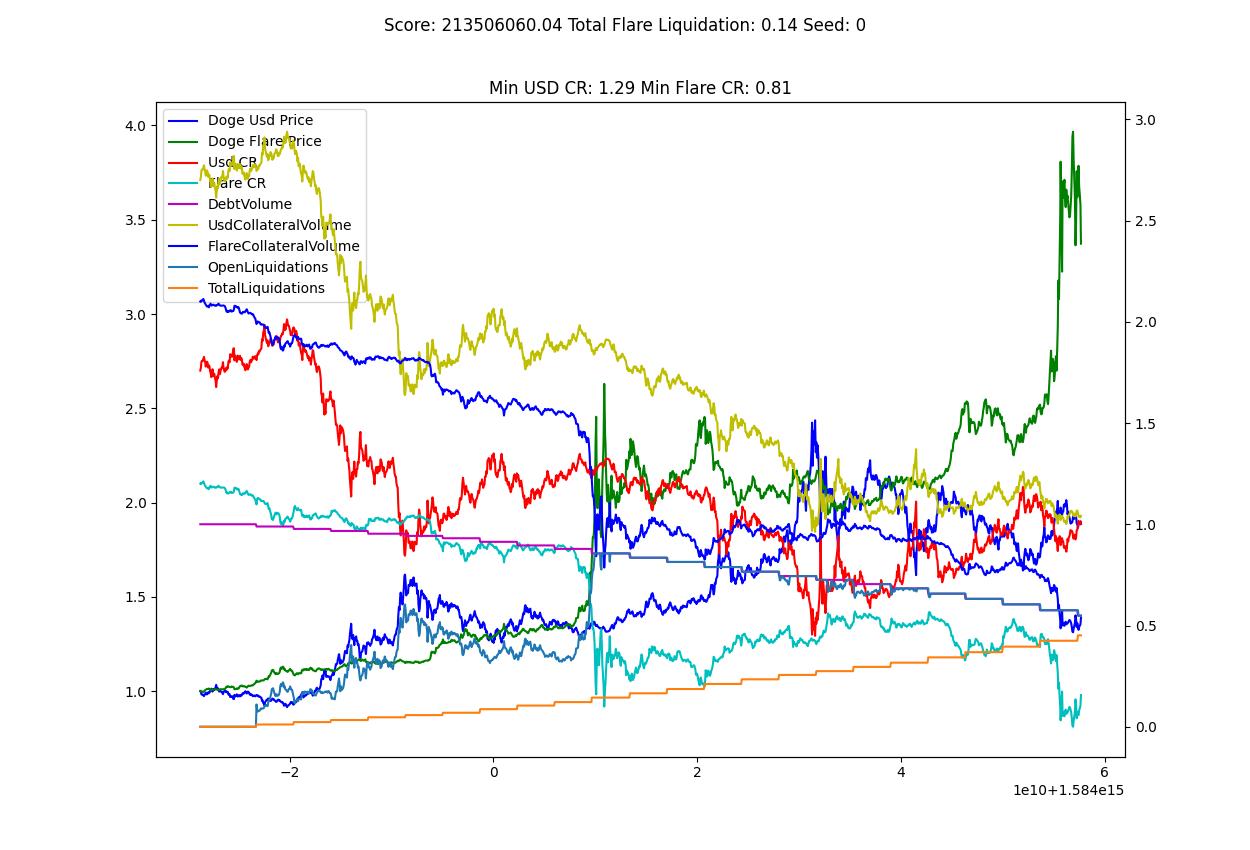 Score: 213506060.04 Total Flare Liquidation: 0.14 Seed: 0
Min USD CR: 1.29 Min Flare CR: 0.81
Doge Usd Price
Doge Flare Price
Usd CR
Flare CR
DebtVolume
UsdCollateralVolume
FlareCollateralVolume
OpenLiquidations
TotalLiquidations
4.0
3.5
3.0
2.5
2.0
1.5
1.0
3.0
2.5
2.0
1.5
1.0
0.5
0.0
−2
0
2
4
6
1e10+1.584e15